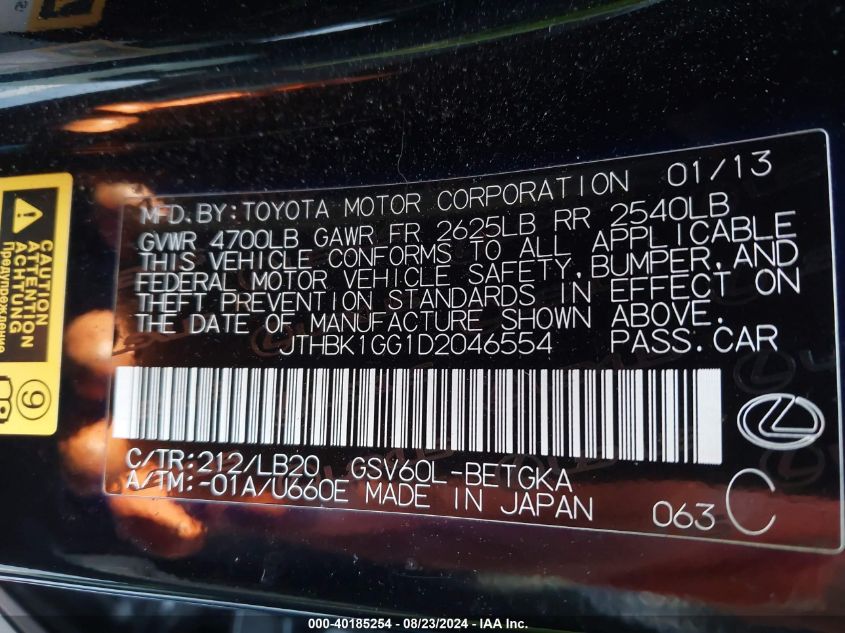 MFD. BY: TOYOTA MOTOR CORPORATION 01/13
GVWR 4700LB GAWR FR 2625LB RR 2540LB
THIS VEHICLE CONFORMS TO ALL APPLICABLE
FEDERAL MOTOR VEHICLE SAFETY, BUMPER, AND
THEFT PREVENTION STANDARDS IN EFFECT ON
THE DATE OF MANUFACTURE SHOWN ABOVE.
JTHBK1GG1D2046554 PASS. CAR
C/TR: 212/LB20 GSV60L-BETGKA
A/TM: -01A/U660E MADE IN JAPAN
063 C
CAUTION
ATTENTION
ACHTUNG
Предупреждение
9
000-40185254 - 08/23/2024 - IAA Inc.